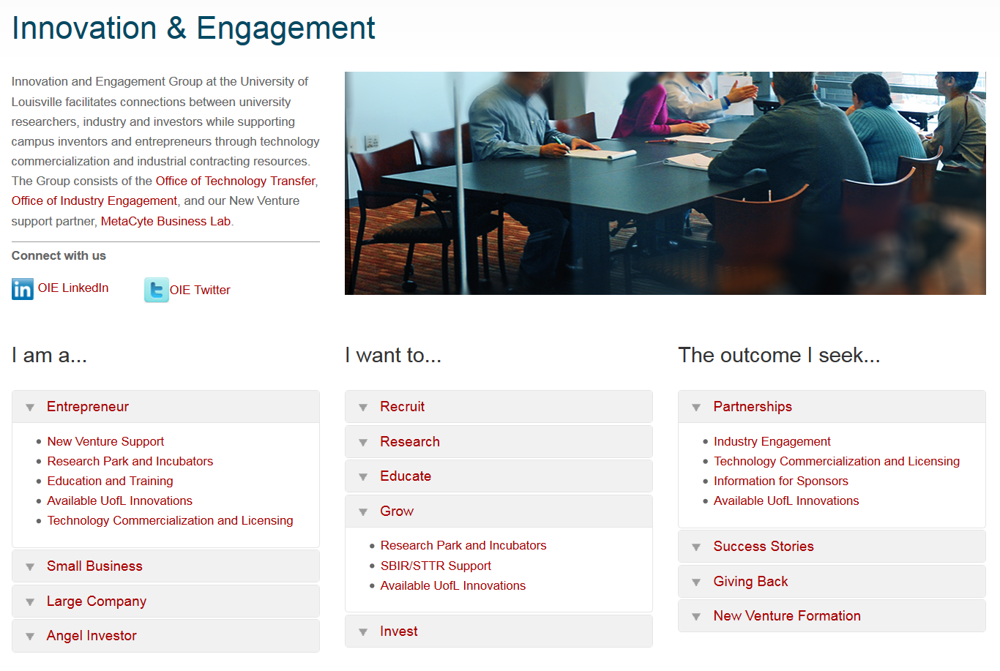 Innovation & Engagement
Innovation and Engagement Group at the University of
Louisville facilitates connections between university
researchers, industry and investors while supporting
campus inventors and entrepreneurs through technology
commercialization and industrial contracting resources.
The Group consists of the Office of Technology Transfer,
Office of Industry Engagement, and our New Venture
support partner, MetaCyte Business Lab.
Connect with us
in OIE LinkedIn
t OIE Twitter
I am a...
Entrepreneur
New Venture Support
Research Park and Incubators
Education and Training
Available UofL Innovations
Technology Commercialization and Licensing
Small Business
Large Company
Angel Investor
I want to...
Recruit
Research
Educate
Grow
Research Park and Incubators
SBIR/STTR Support
Available UofL Innovations
Invest
The outcome I seek...
Partnerships
Industry Engagement
Technology Commercialization and Licensing
Information for Sponsors
Available UofL Innovations
Success Stories
Giving Back
New Venture Formation